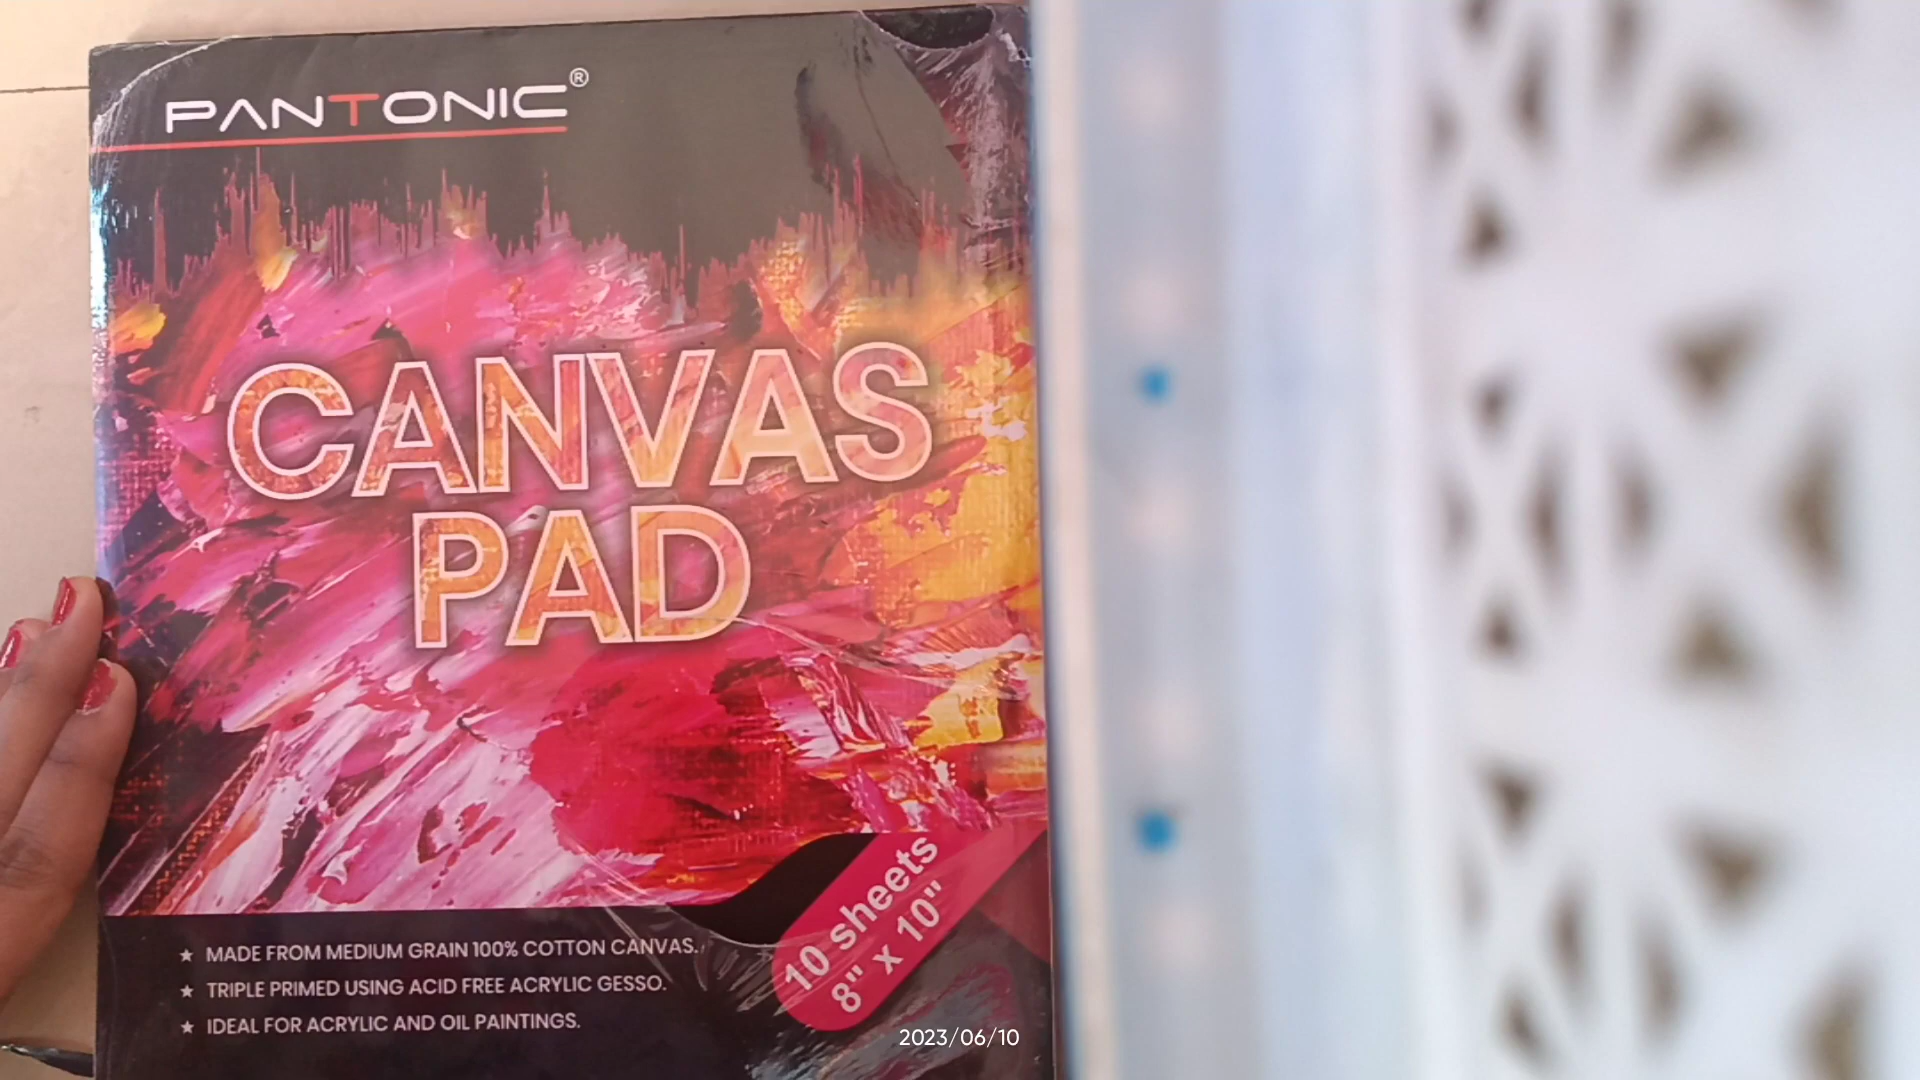 PANTONIC®
CANVAS
PAD
10 sheets
8" x 10"
★ MADE FROM MEDIUM GRAIN 100% COTTON CANVAS.
★ TRIPLE PRIMED USING ACID FREE ACRYLIC GESSO.
★ IDEAL FOR ACRYLIC AND OIL PAINTINGS.
2023/06/10